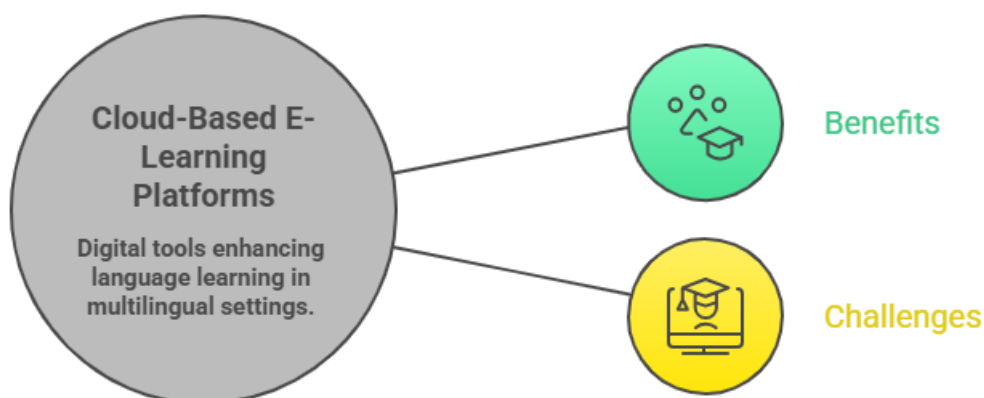 Cloud-Based E-
Learning
Platforms
Digital tools enhancing
language learning in
multilingual settings.
Benefits
Challenges